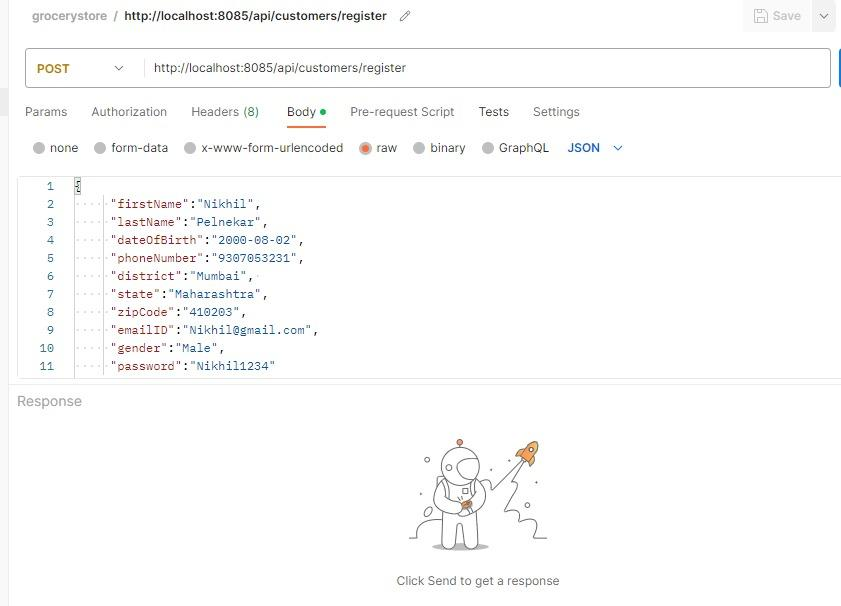 grocerystore / http://localhost:8085/api/customers/register
Save
POST http://localhost:8085/api/customers/register
Params Authorization Headers (8) Body Pre-request Script Tests Settings
none form-data x-www-form-urlencoded raw binary GraphQL JSON
1 {
2 "firstName":"Nikhil",
3 "lastName":"Pelnekar",
4 "dateOfBirth":"2000-08-02",
5 "phoneNumber":"9307053231",
6 "district":"Mumbai",
7 "state":"Maharashtra",
8 "zipCode":"410203",
9 "emailID":"Nikhil@gmail.com",
10 "gender":"Male",
11 "password":"Nikhil1234"
Response
Click Send to get a response